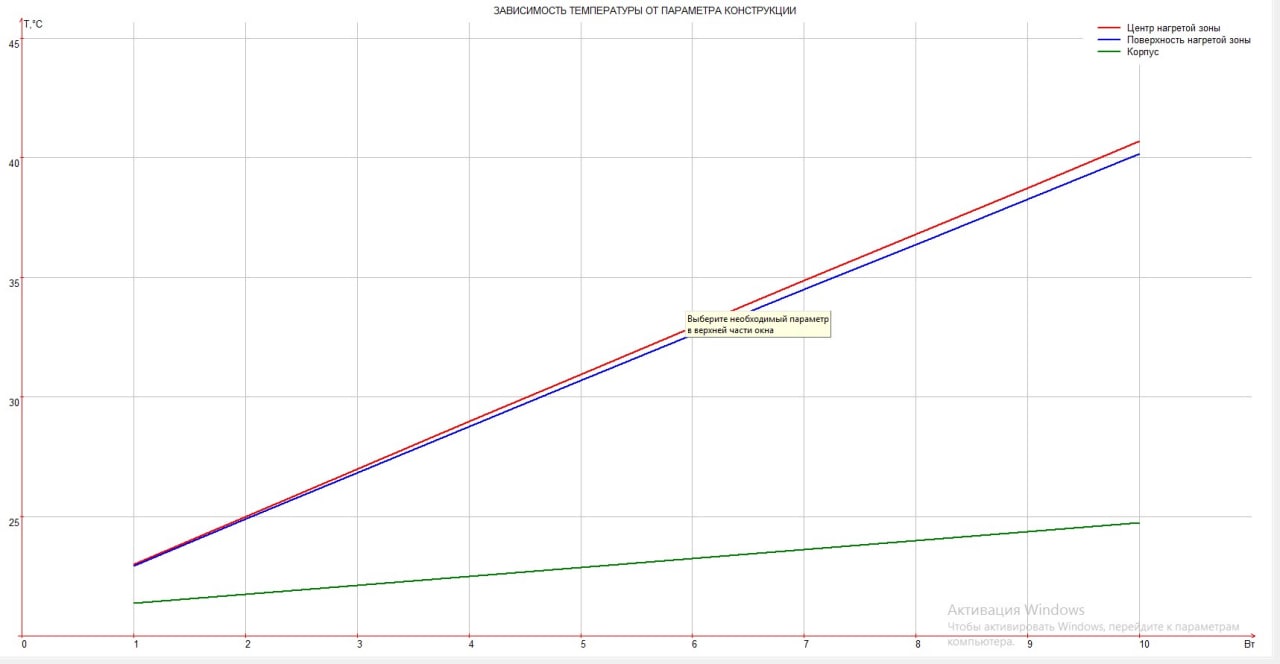 ЗАВИСИМОСТЬ ТЕМПЕРАТУРЫ ОТ ПАРАМЕТРА КОНСТРУКЦИИ
T,°C
Центр нагретой зоны
Поверхность нагретой зоны
Корпус
45
40
35
30
25
Выберите необходимый параметр
в верхней части окна
Активация Windows
Чтобы активировать Windows, перейдите к параметрам
компьютера.
0 1 2 3 4 5 6 7 8 9 10 Вт